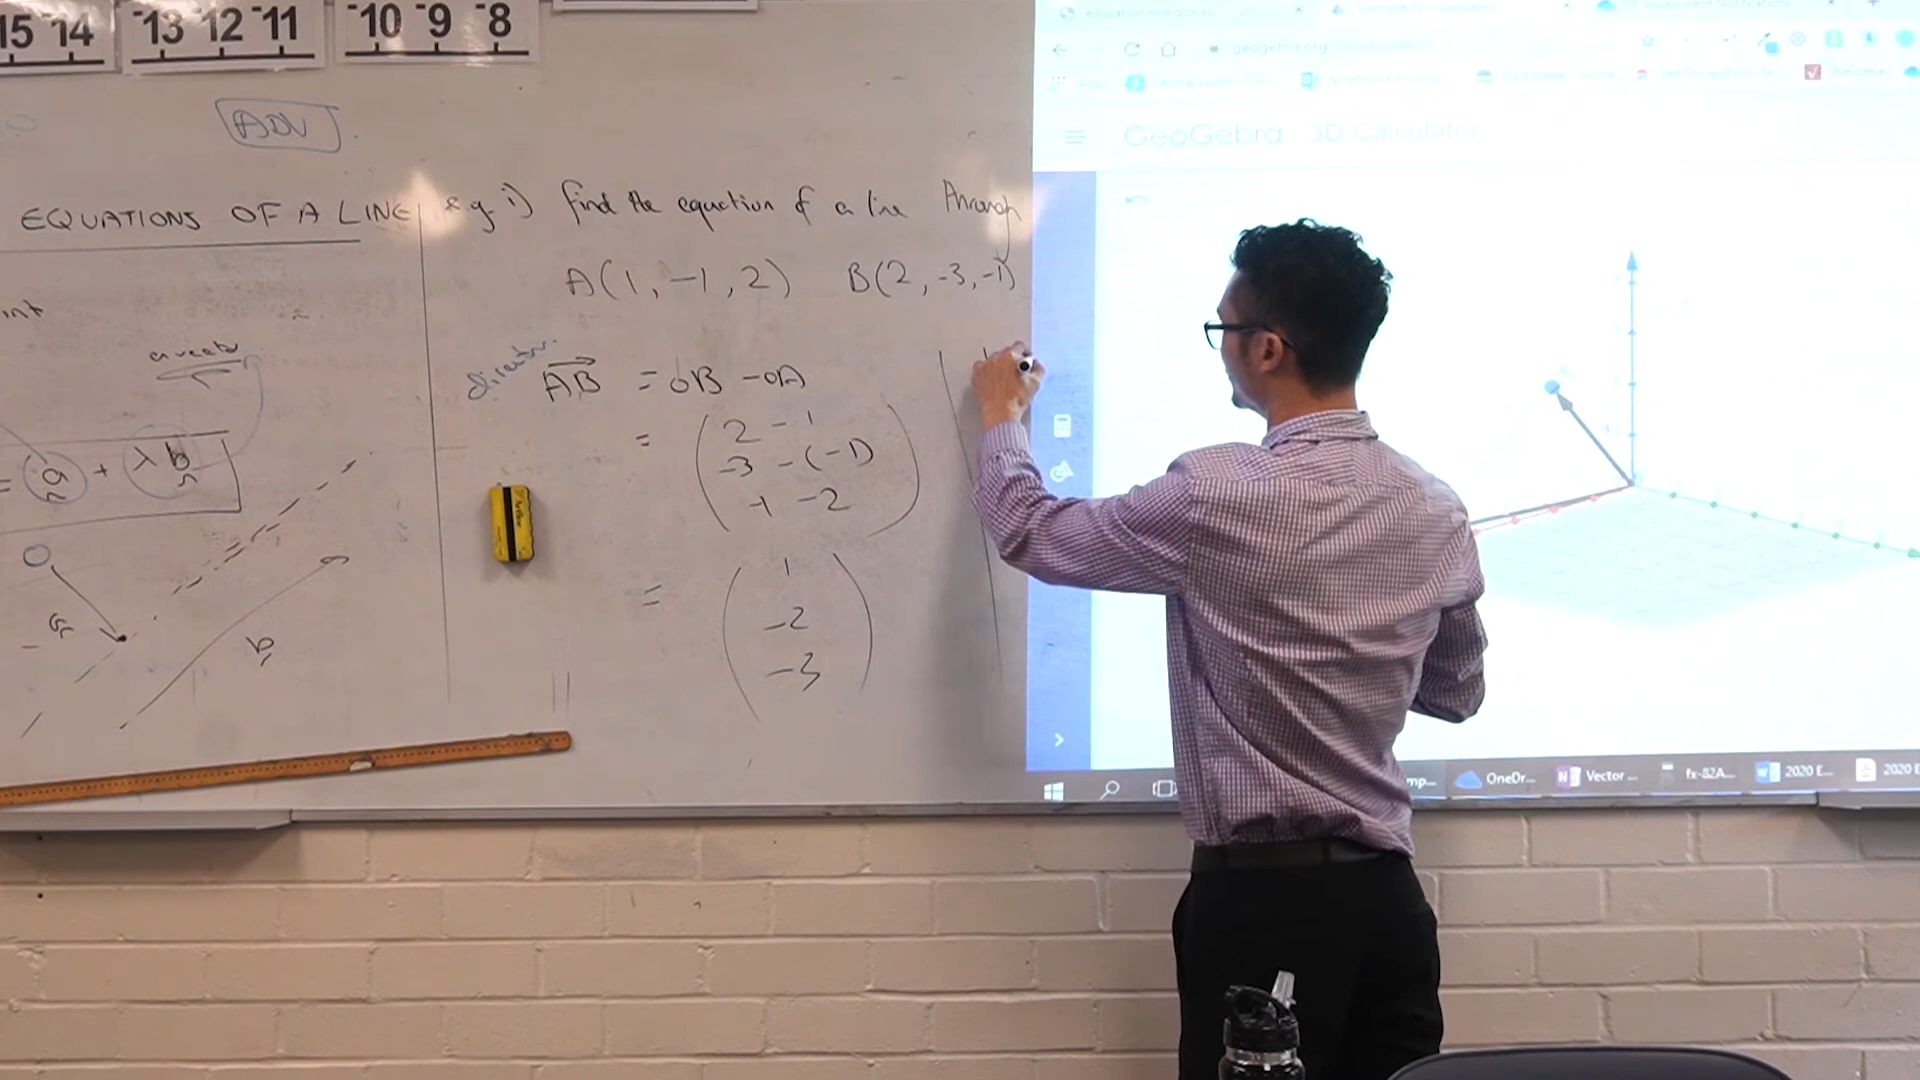 15 14 -13 -12 -11 -10 -9 -8
ADV
EQUATIONS OF A LINE
e.g. i) find the equation of a line through
A(1, -1, 2) B(2, -3, -1)
a vector
direction.
AB = OB - OA
= ( 2 - 1
-3 - (-1)
-1 - 2 )
= ( 1
-2
-3 )
= a + λ b
a
b
geogebra.org
GeoGebra 3D Calculator
OneDr...
Vector ...
fx-82A...
2020 E...
2020 E